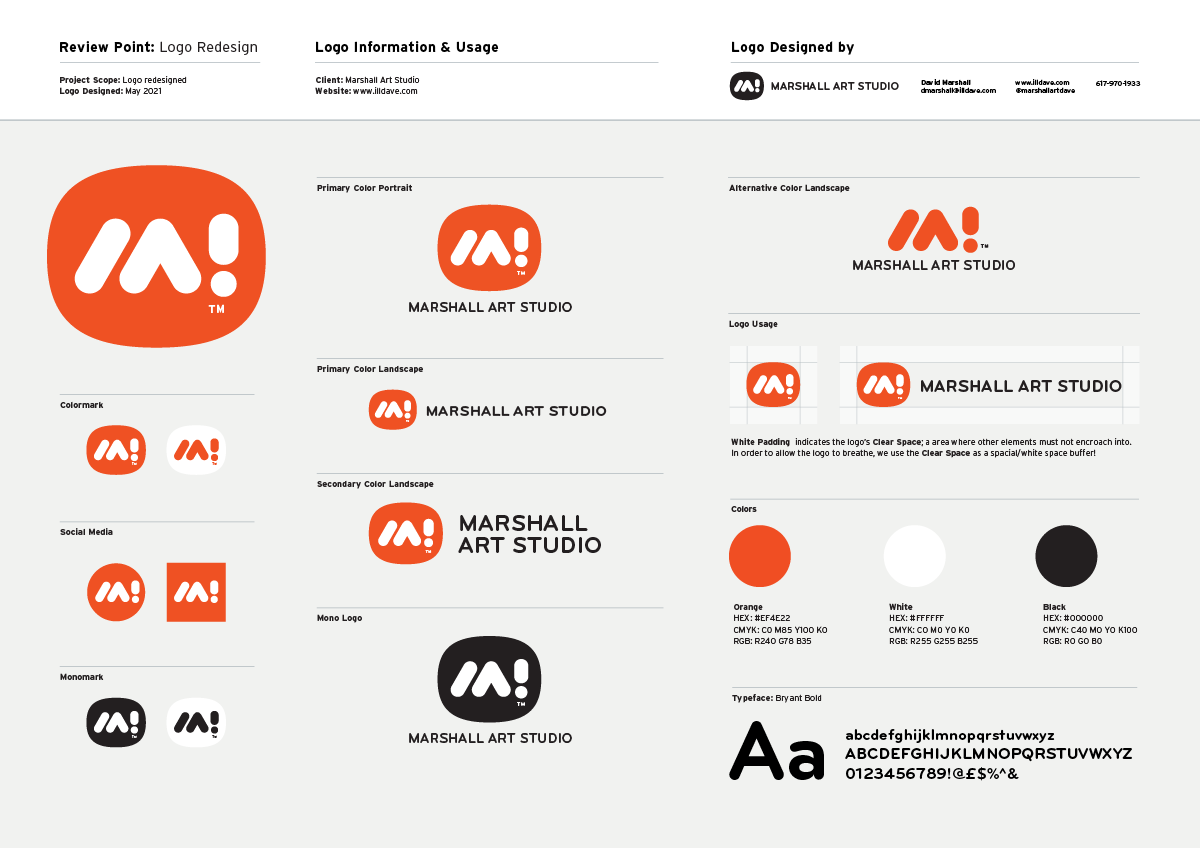 Review Point: Logo Redesign
Project Scope: Logo redesigned
Logo Designed: May 2021
Logo Information & Usage
Client: Marshall Art Studio
Website: www.illdave.com
Logo Designed by
M!
MARSHALL ART STUDIO
David Marshall
dmarshall@illdave.com
www.illdave.com
@marshallartdave
617-970-1933
M!
TM
Colormark
M!
TM
M!
TM
Social Media
M!
M!
Monomark
M!
TM
M!
TM
Primary Color Portrait
M!
TM
MARSHALL ART STUDIO
Primary Color Landscape
M!
TM
MARSHALL ART STUDIO
Secondary Color Landscape
M!
TM
MARSHALL
ART STUDIO
Mono Logo
M!
TM
MARSHALL ART STUDIO
Alternative Color Landscape
M!
TM
MARSHALL ART STUDIO
Logo Usage
M!
TM
M!
TM
MARSHALL ART STUDIO
White Padding indicates the logo's Clear Space; a area where other elements must not encroach into.
In order to allow the logo to breathe, we use the Clear Space as a spacial/white space buffer!
Colors
Orange
HEX: #EF4E22
CMYK: C0 M85 Y100 K0
RGB: R240 G78 B35
White
HEX: #FFFFFF
CMYK: C0 M0 Y0 K0
RGB: R255 G255 B255
Black
HEX: #000000
CMYK: C40 M0 Y0 K100
RGB: R0 G0 B0
Typeface: Bryant Bold
Aa
abcdefghijklmnopqrstuvwxyz
ABCDEFGHIJKLMNOPQRSTUVWXYZ
0123456789!@£$%^&